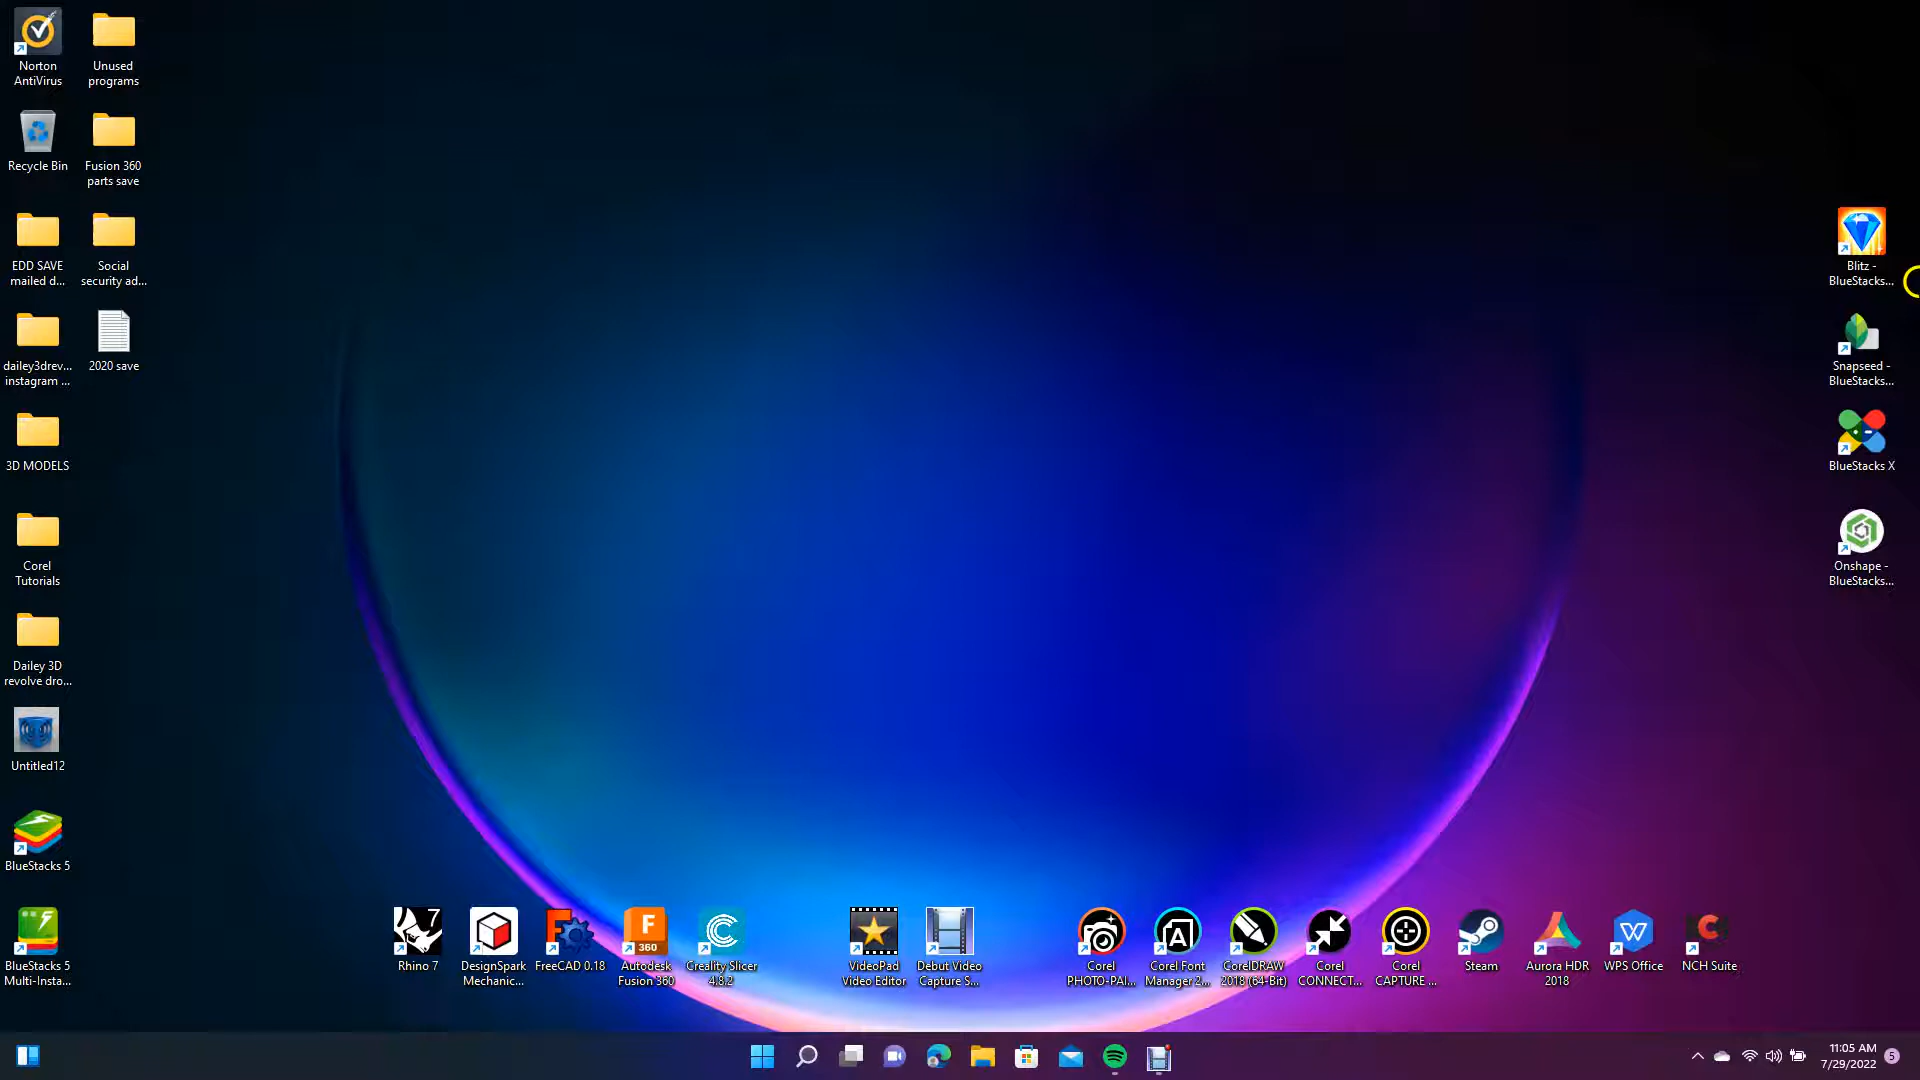 Norton
AntiVirus
Unused
programs
Recycle Bin
Fusion 360
parts save
EDD SAVE
mailed d...
Social
security ad...
dailey3drev...
instagram ...
2020 save
3D MODELS
Corel
Tutorials
Dailey 3D
revolve dro...
Untitled12
BlueStacks 5
BlueStacks 5
Multi-Insta...
Blitz -
BlueStacks...
Snapseed -
BlueStacks...
BlueStacks X
Onshape -
BlueStacks...
7
Rhino 7
DesignSpark
Mechanic...
FreeCAD 0.18
F
360
Autodesk
Fusion 360
Creality Slicer
4.8.2
VideoPad
Video Editor
Debut Video
Capture S...
Corel
PHOTO-PAI...
A
Corel Font
Manager 2...
CorelDRAW
2018 (64-Bit)
Corel
CONNECT...
Corel
CAPTURE ...
Steam
Aurora HDR
2018
W
WPS Office
NCH Suite
11:05 AM
7/29/2022
5